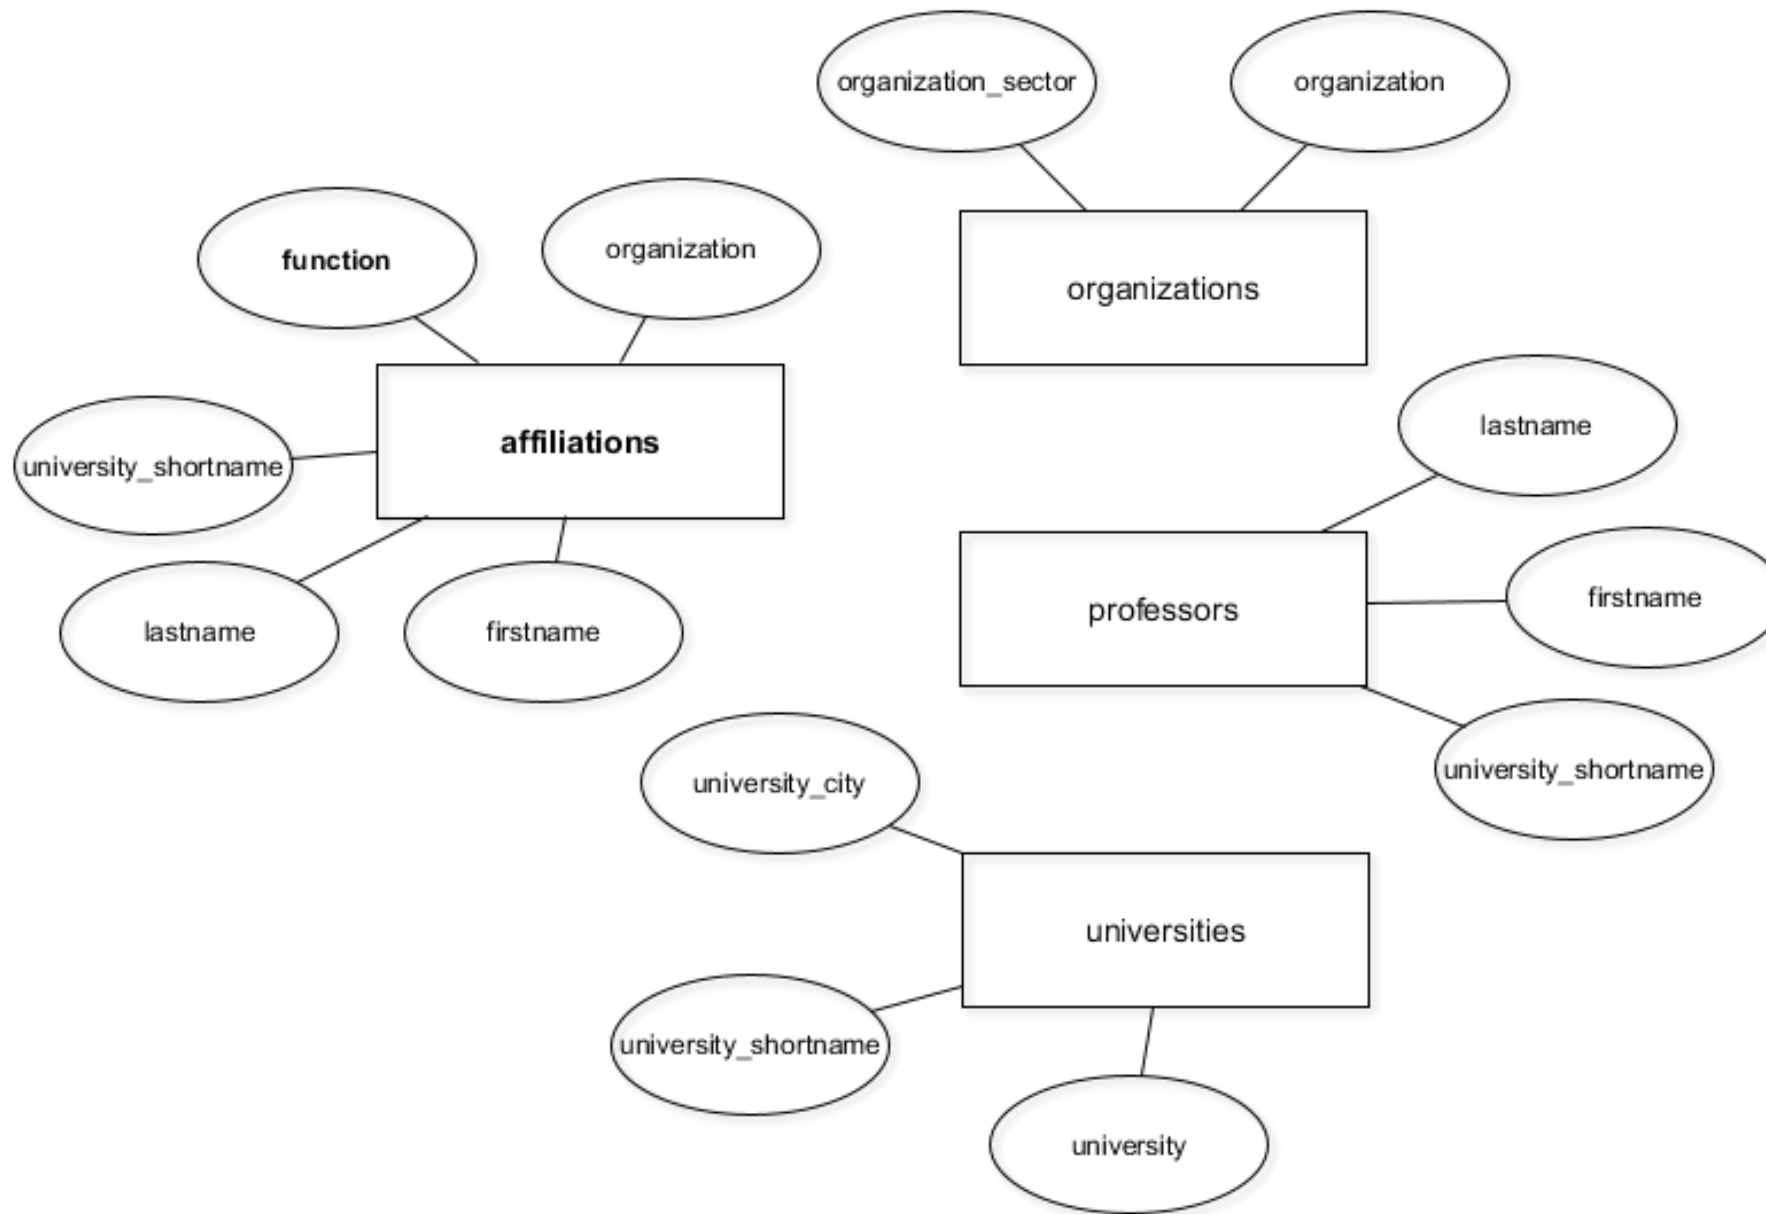 organization_sector
organization
function
organization
organizations
affiliations
lastname
university_shortname
professors
firstname
lastname
firstname
university_shortname
university_city
universities
university_shortname
university